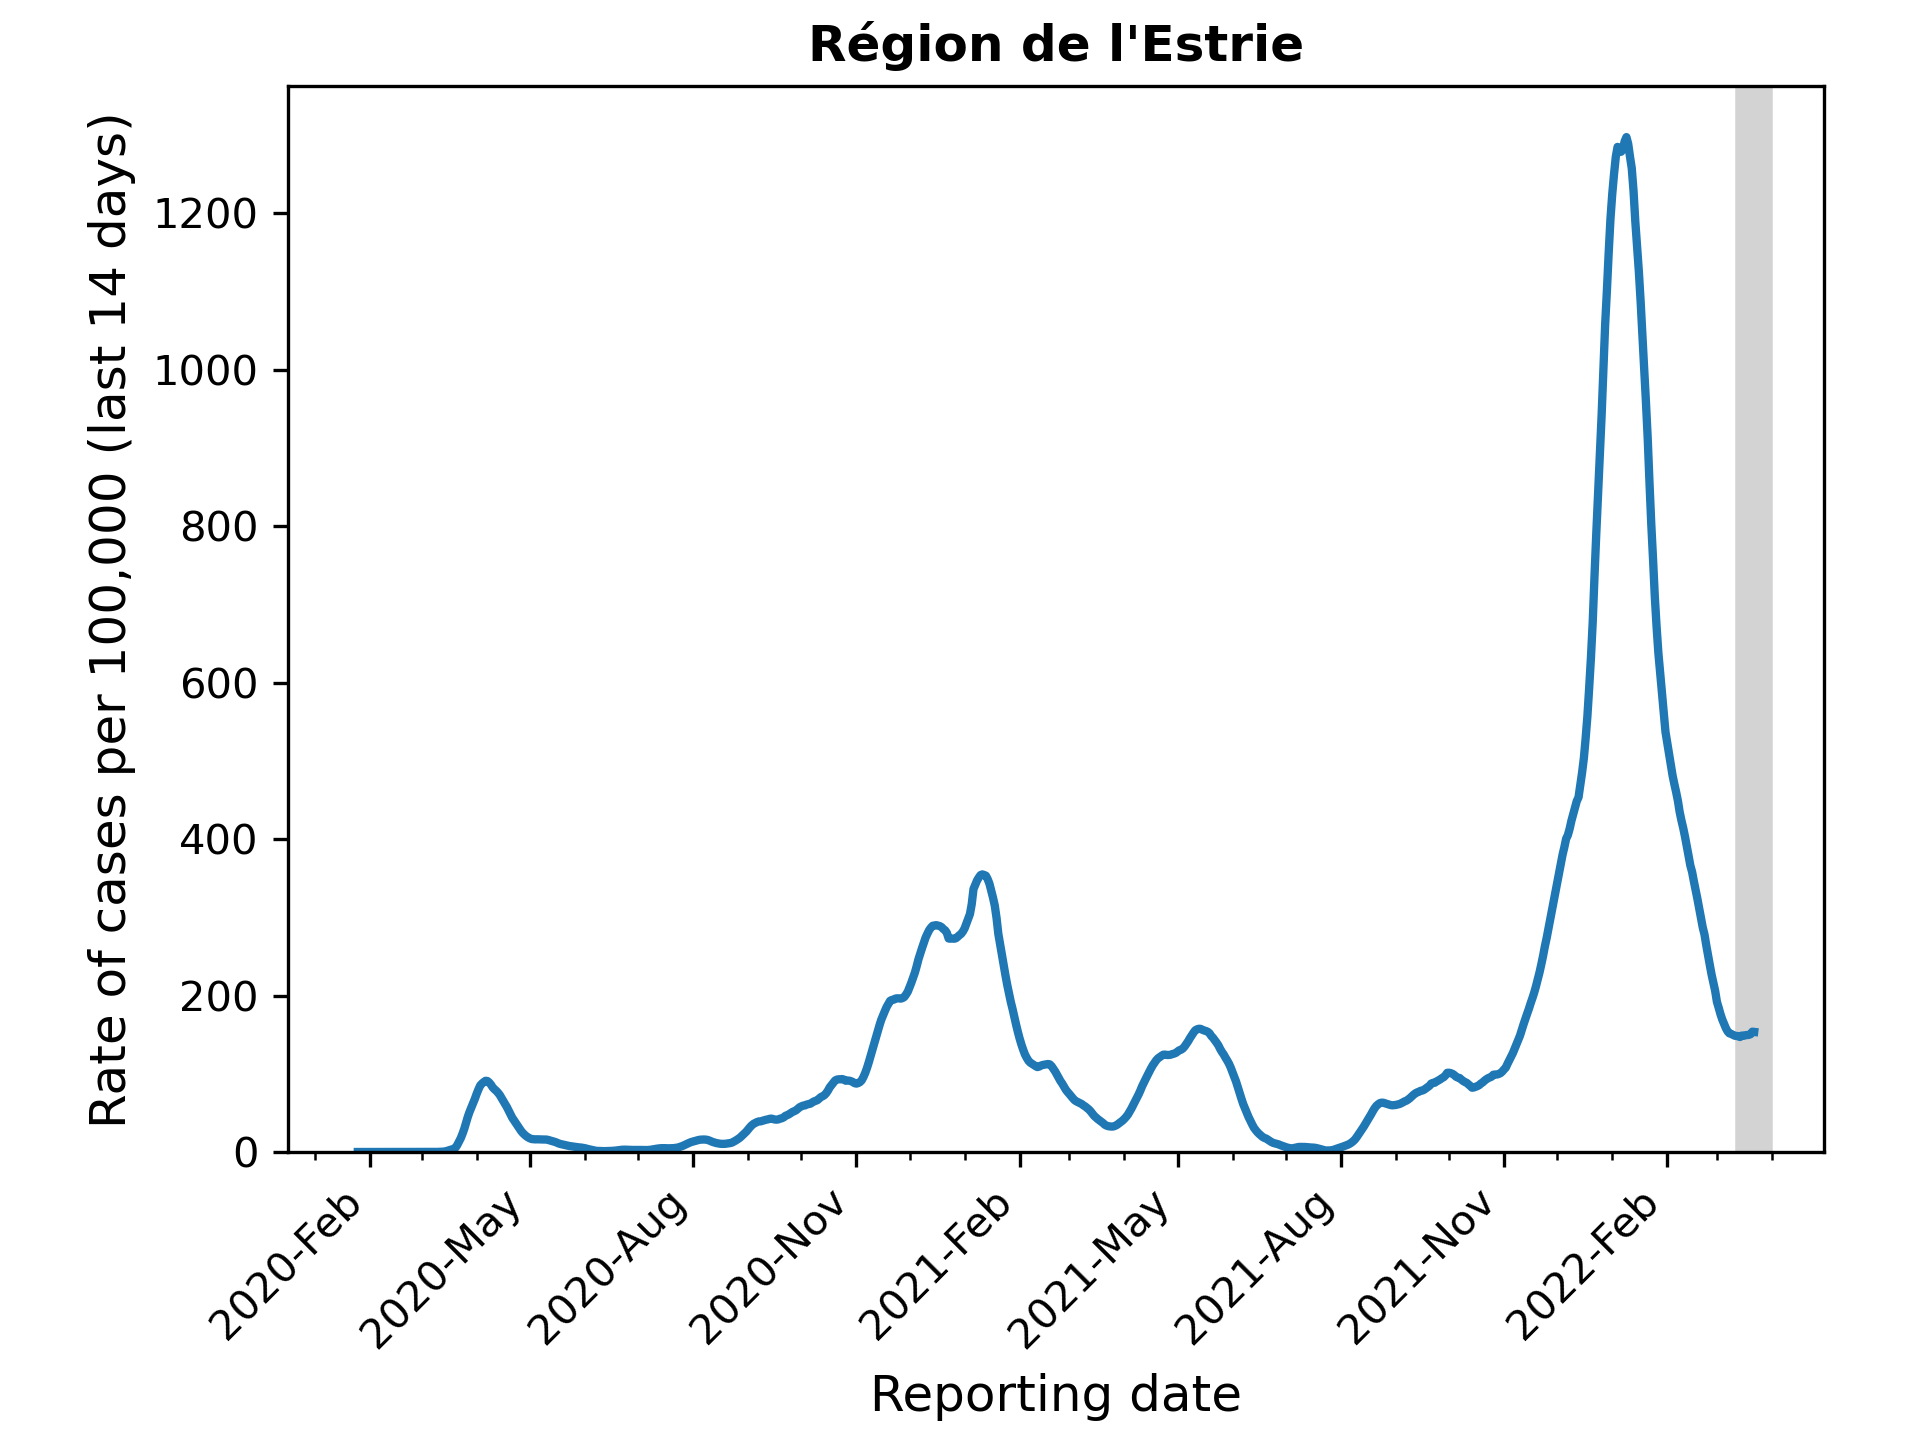 Région de l'Estrie
Rate of cases per 100,000 (last 14 days)
1200
1000
800
600
400
200
0
2020-Feb
2020-May
2020-Aug
2020-Nov
2021-Feb
2021-May
2021-Aug
2021-Nov
2022-Feb
Reporting date